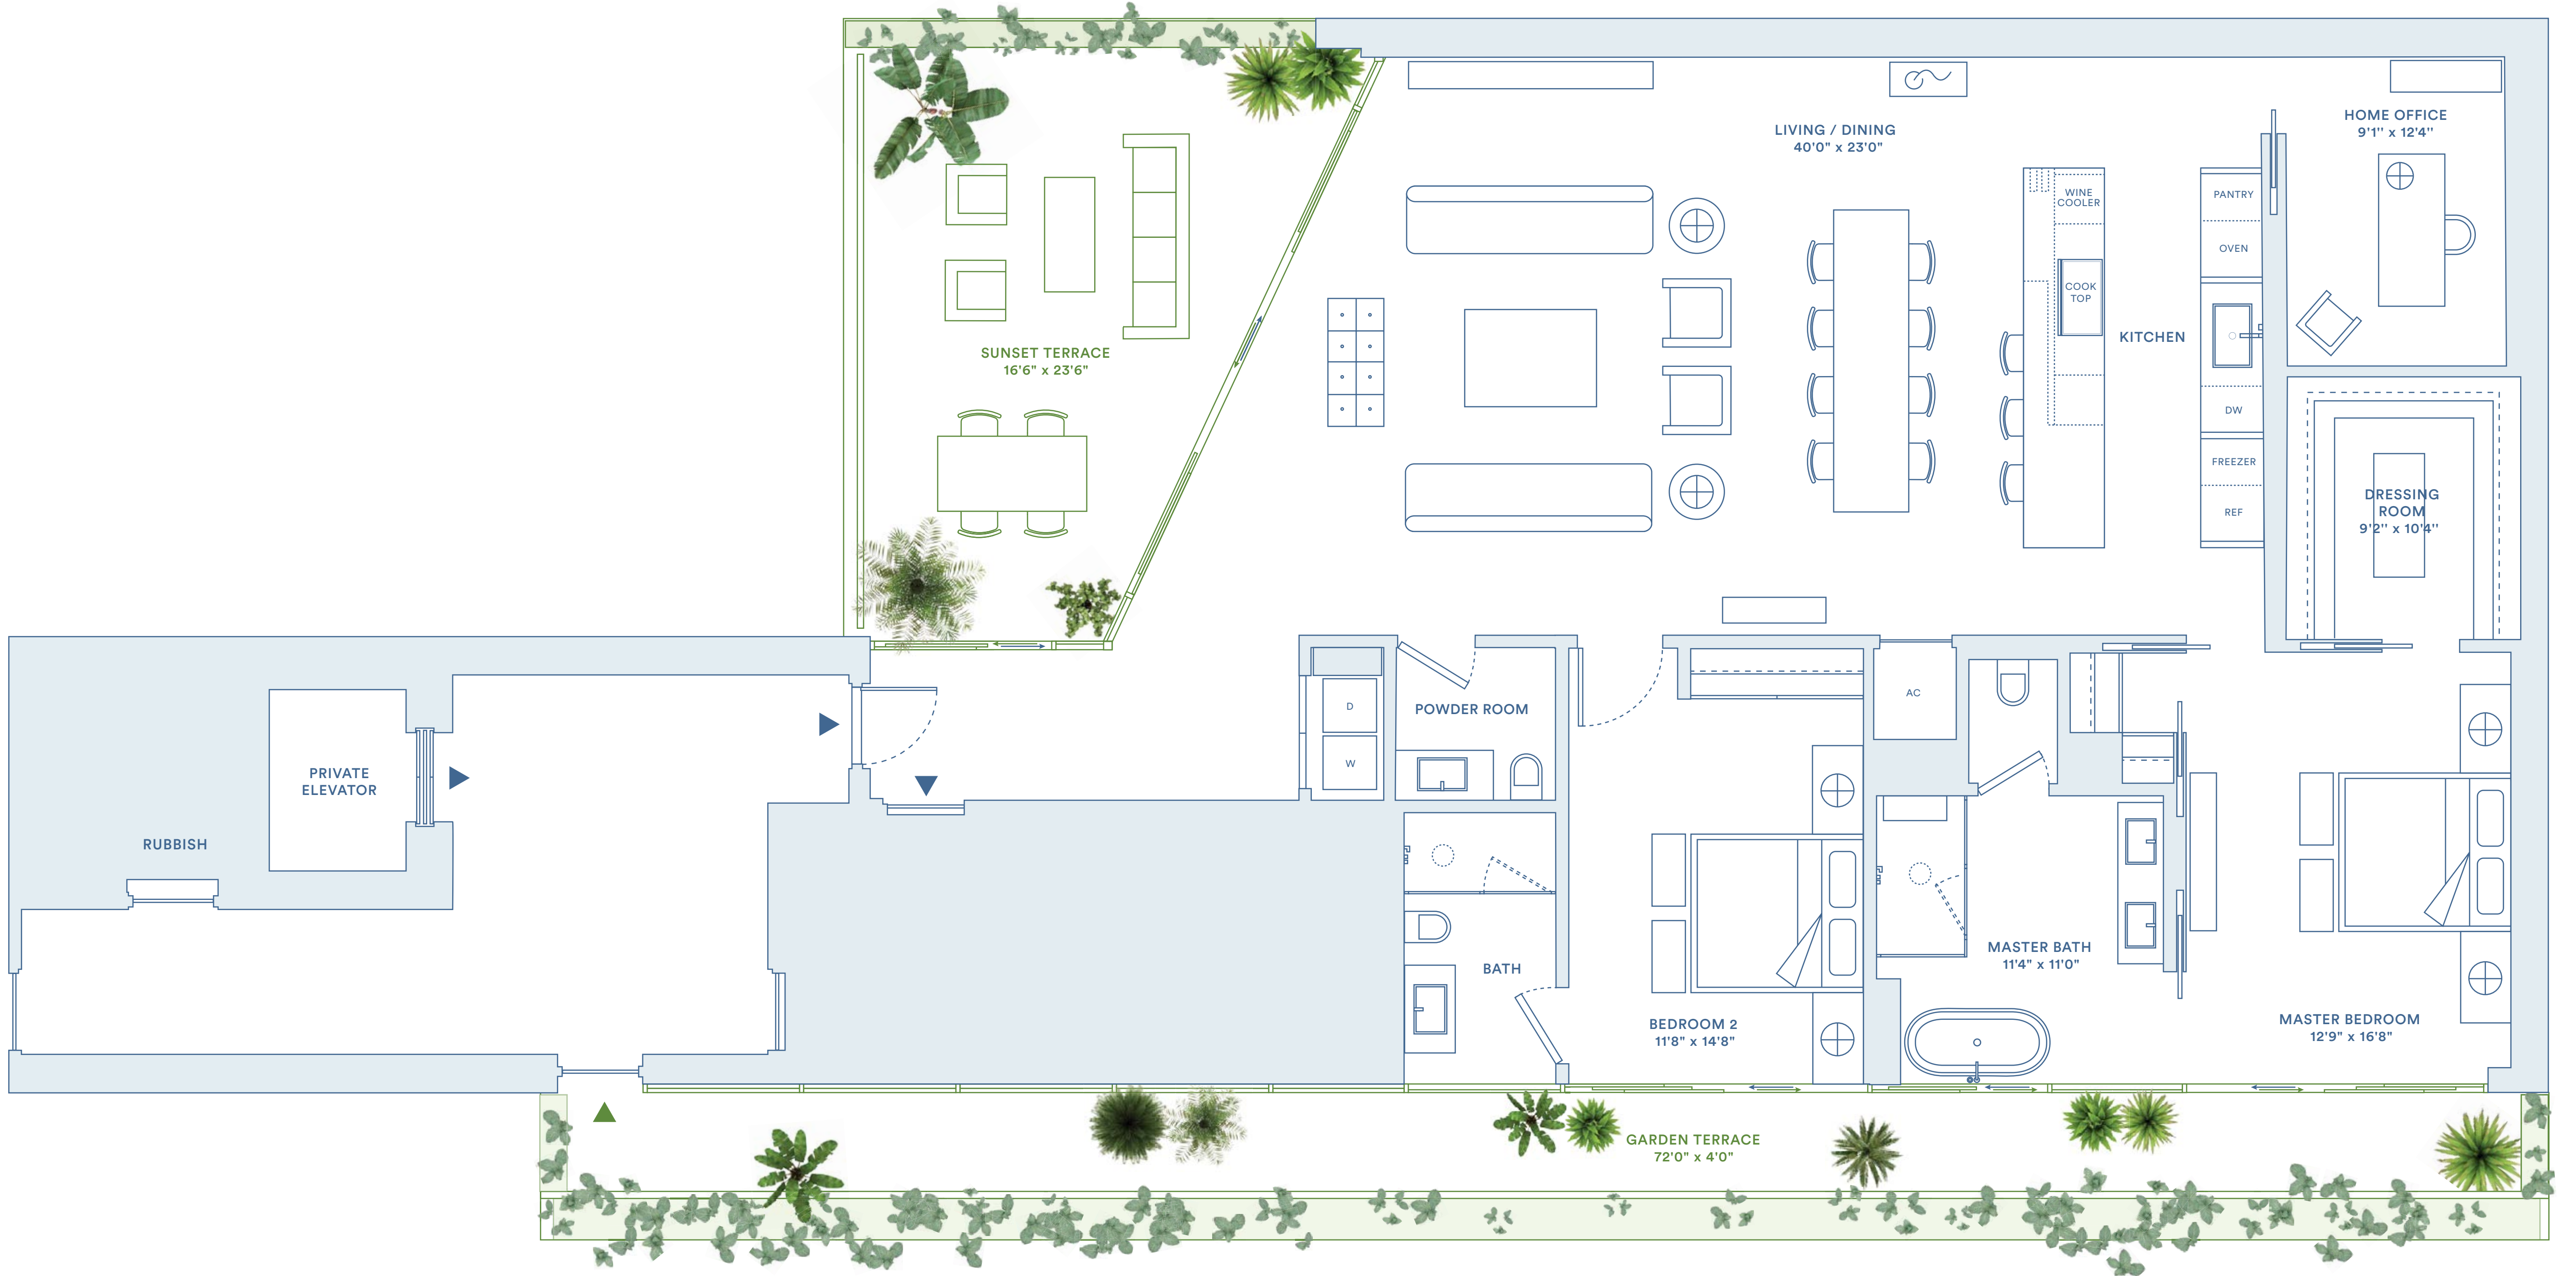 HOME OFFICE
9'1'' x 12'4''
LIVING / DINING
40'0" x 23'0"
WINE
COOLER
PANTRY
OVEN
COOK
TOP
KITCHEN
SUNSET TERRACE
16'6" x 23'6"
DW
FREEZER
REF
DRESSING
ROOM
9'2'' x 10'4''
D
W
POWDER ROOM
AC
PRIVATE
ELEVATOR
RUBBISH
BATH
MASTER BATH
11'4" x 11'0"
BEDROOM 2
11'8" x 14'8"
MASTER BEDROOM
12'9" x 16'8"
GARDEN TERRACE
72'0" x 4'0"